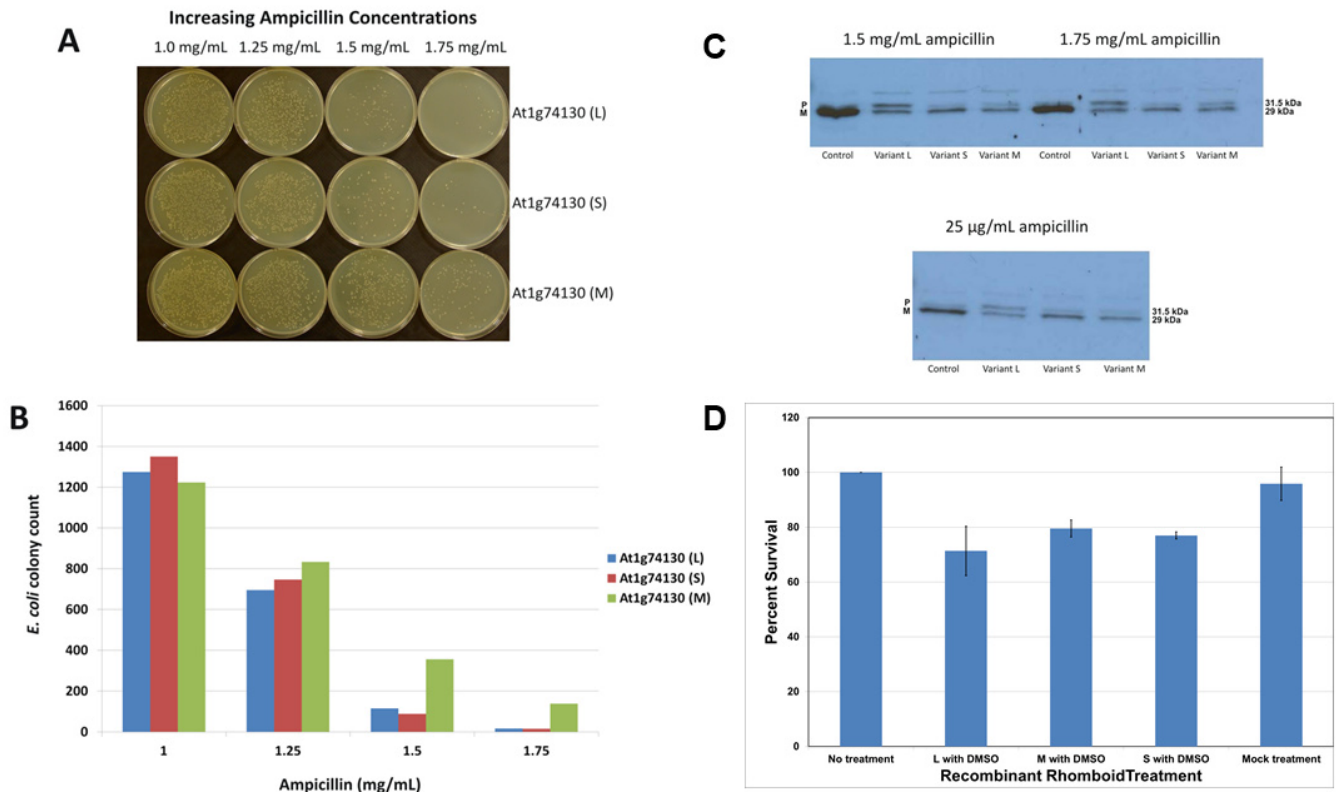 A
Increasing Ampicillin Concentrations
1.0 mg/mL 1.25 mg/mL 1.5 mg/mL 1.75 mg/mL
At1g74130 (L)
At1g74130 (S)
At1g74130 (M)
B
1600
1400
1200
1000
800
600
400
200
0
E. coli colony count
1 1.25 1.5 1.75
Ampicillin (mg/mL)
At1g74130 (L)
At1g74130 (S)
At1g74130 (M)
C
1.5 mg/mL ampicillin 1.75 mg/mL ampicillin
P
M
31.5 kDa
29 kDa
Control Variant L Variant S Variant M Control Variant L Variant S Variant M
25 µg/mL ampicillin
P
M
31.5 kDa
29 kDa
Control Variant L Variant S Variant M
D
120
100
80
60
40
20
0
Percent Survival
No treatment L with DMSO M with DMSO S with DMSO Mock treatment
Recombinant RhomboidTreatment